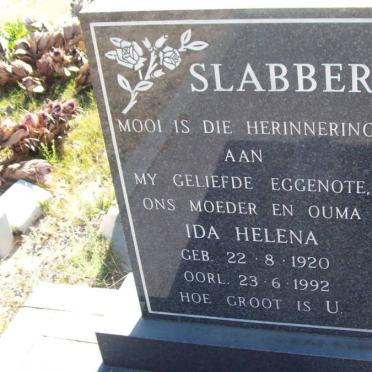 SLABBER
MOOI IS DIE HERINNERING
AAN
MY GELIEFDE EGGENOTE,
ONS MOEDER EN OUMA
IDA HELENA
GEB. 22 · 8 · 1920
OORL. 23 · 6 · 1992
HOE GROOT IS U